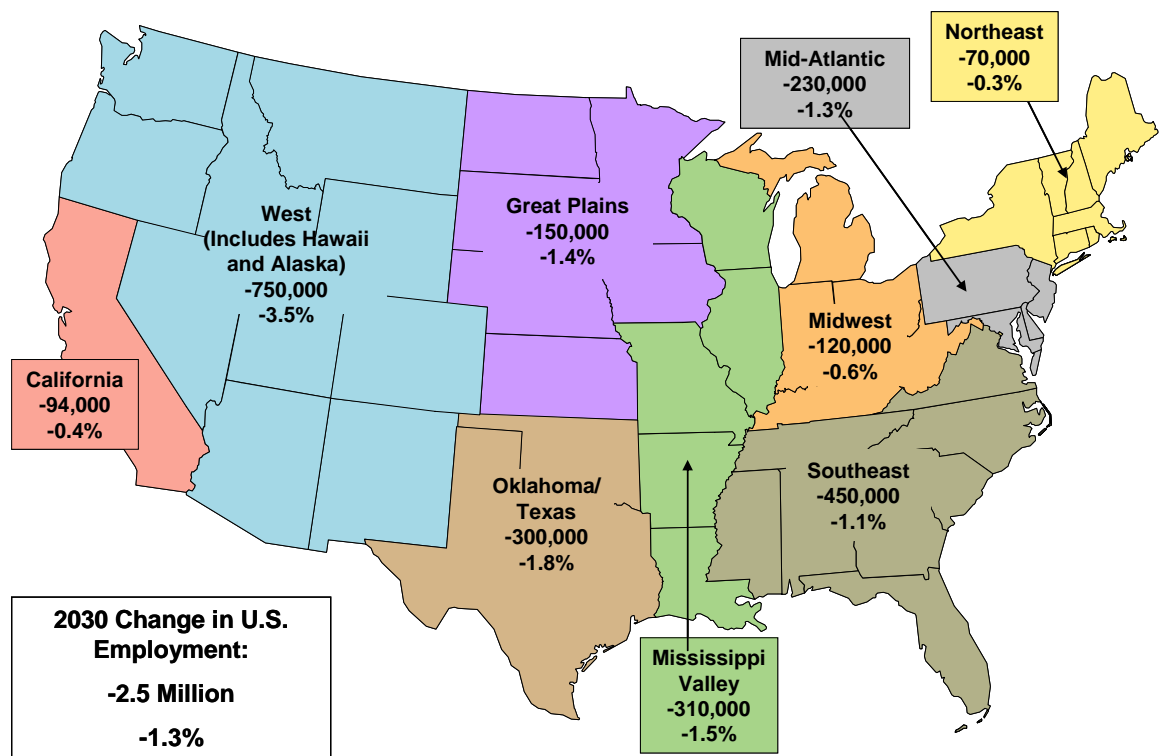 Northeast
-70,000
-0.3%
Mid-Atlantic
-230,000
-1.3%
West
(Includes Hawaii
and Alaska)
-750,000
-3.5%
Great Plains
-150,000
-1.4%
Midwest
-120,000
-0.6%
California
-94,000
-0.4%
Oklahoma/
Texas
-300,000
-1.8%
Southeast
-450,000
-1.1%
Mississippi
Valley
-310,000
-1.5%
2030 Change in U.S.
Employment:
-2.5 Million
-1.3%